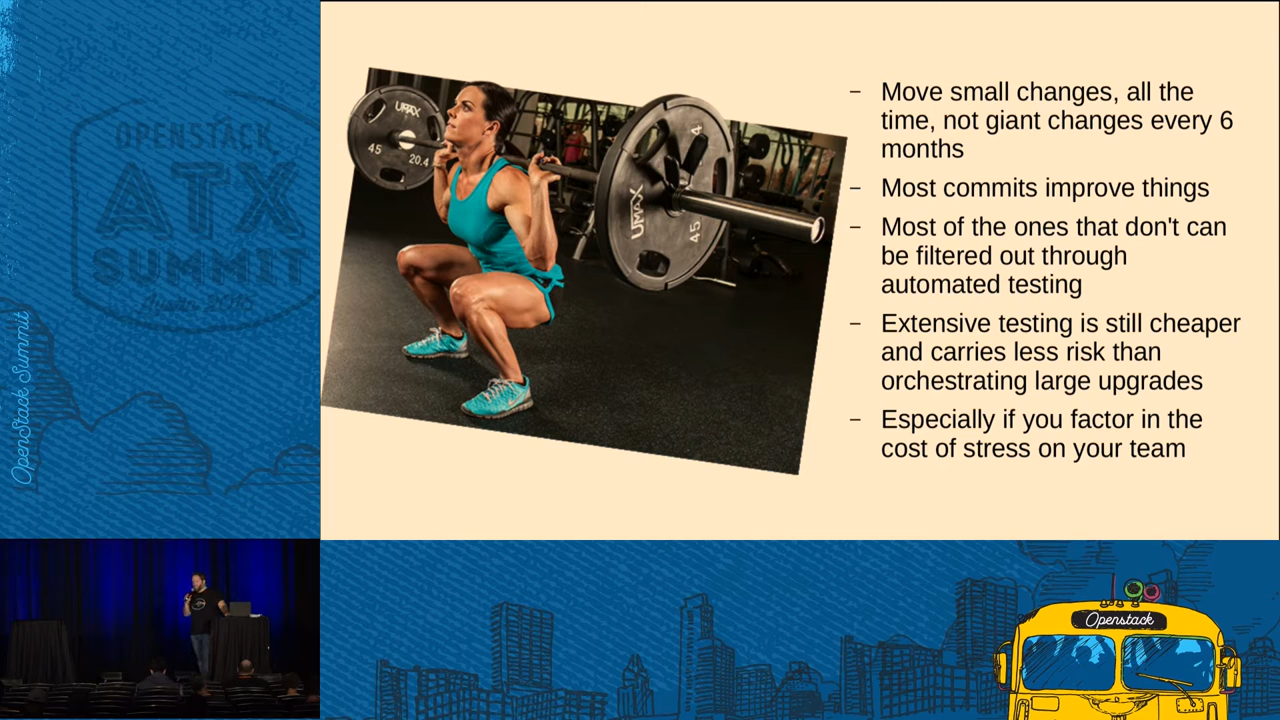 OPENSTACK
ATX
SUMMIT
OpenStack Summit
UMAX
45
20.4
4
UMAX
45
– Move small changes, all the
time, not giant changes every 6
months
– Most commits improve things
– Most of the ones that don't can
be filtered out through
automated testing
– Extensive testing is still cheaper
and carries less risk than
orchestrating large upgrades
– Especially if you factor in the
cost of stress on your team
Openstack